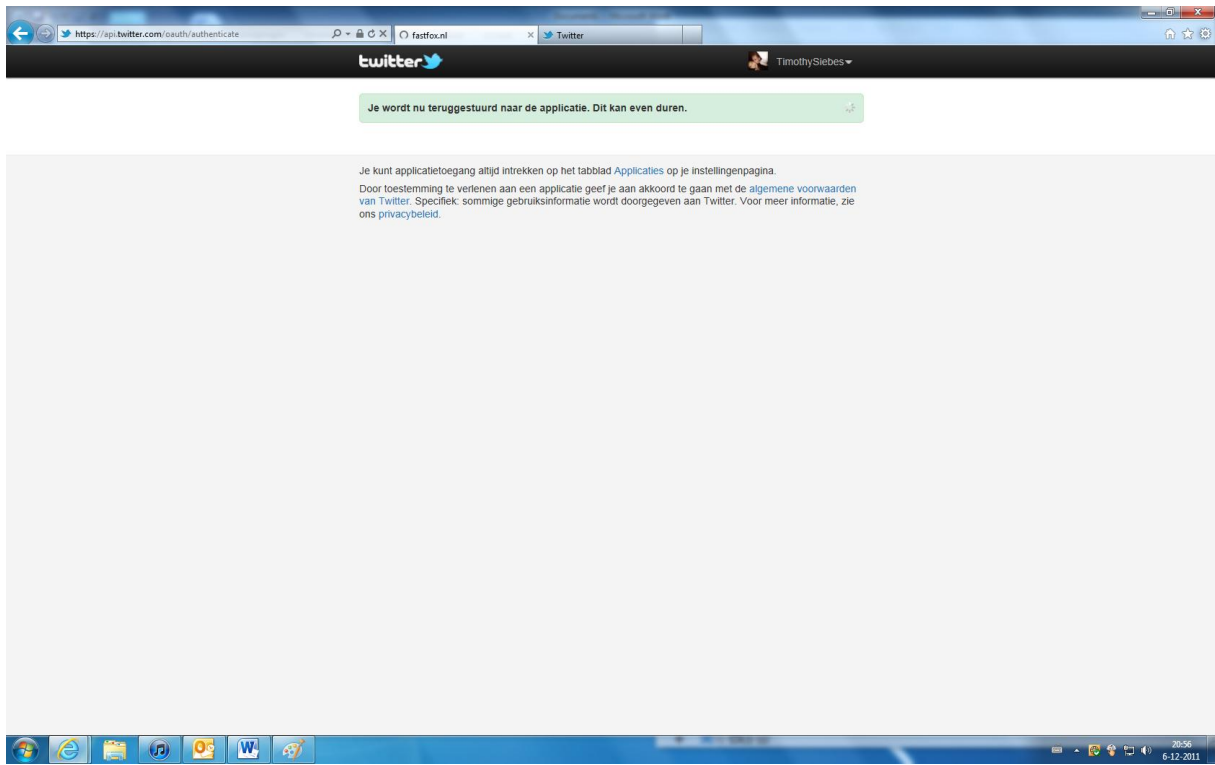 https://api.twitter.com/oauth/authenticate
fastfox.nl
Twitter
twitter
TimothySiebes
Je wordt nu teruggestuurd naar de applicatie. Dit kan even duren.
Je kunt applicatietoegang altijd intrekken op het tabblad Applicaties op je instellingenpagina.
Door toestemming te verlenen aan een applicatie geef je aan akkoord te gaan met de algemene voorwaarden
van Twitter. Specifiek: sommige gebruiksinformatie wordt doorgegeven aan Twitter. Voor meer informatie, zie
ons privacybeleid.
20:56
6-12-2011